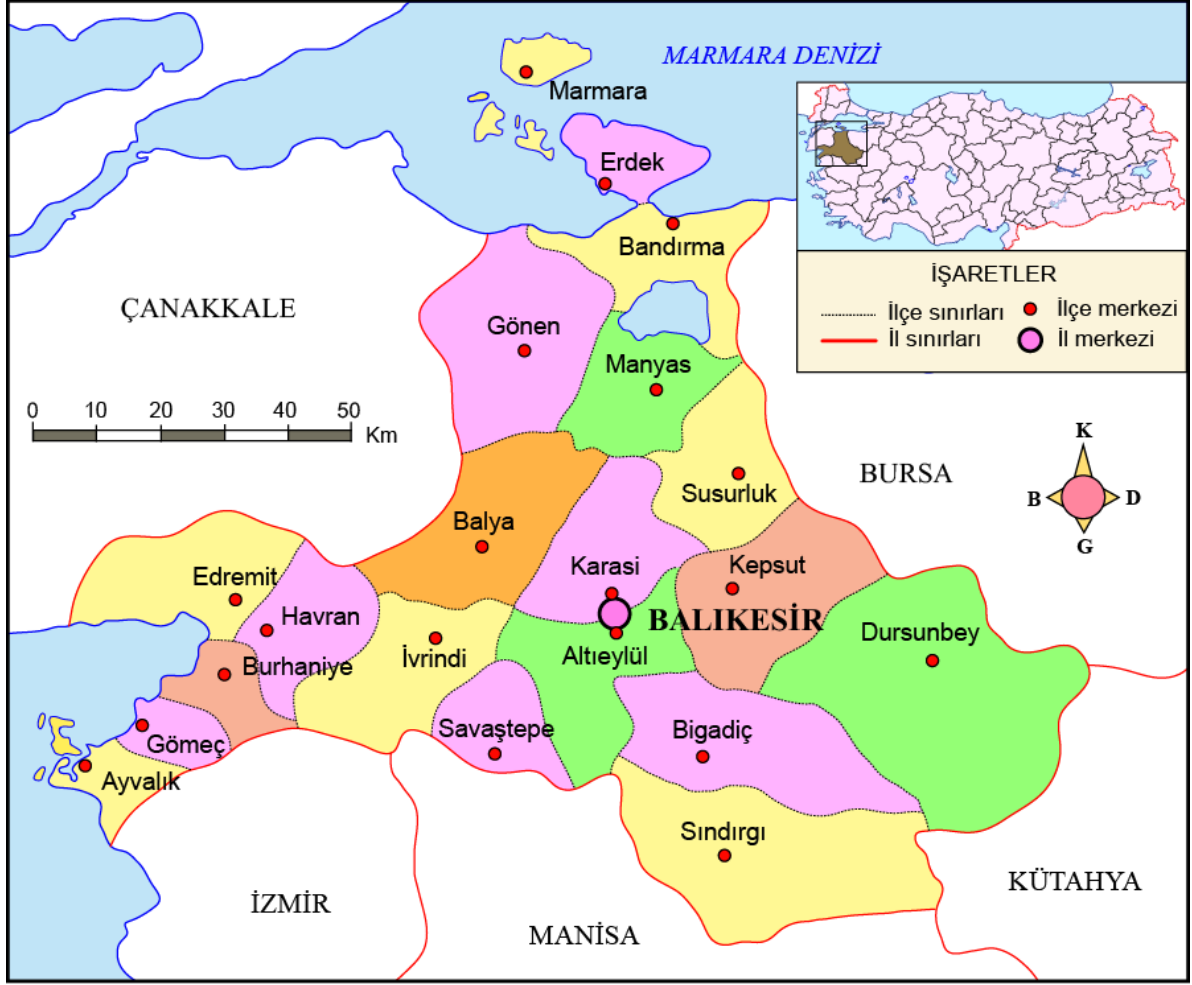 MARMARA DENİZİ
Marmara
Erdek
Bandırma
İŞARETLER
İlçe sınırları
İlçe merkezi
İl sınırları
İl merkezi
ÇANAKKALE
Gönen
Manyas
0 10 20 30 40 50
Km
K
B D
G
BURSA
Susurluk
Balya
Karasi
Kepsut
Edremit
Havran
BALIKESİR
Dursunbey
İvrindi
Altıeylül
Burhaniye
Savaştepe
Bigadiç
Gömeç
Ayvalık
Sındırgı
KÜTAHYA
İZMİR
MANİSA